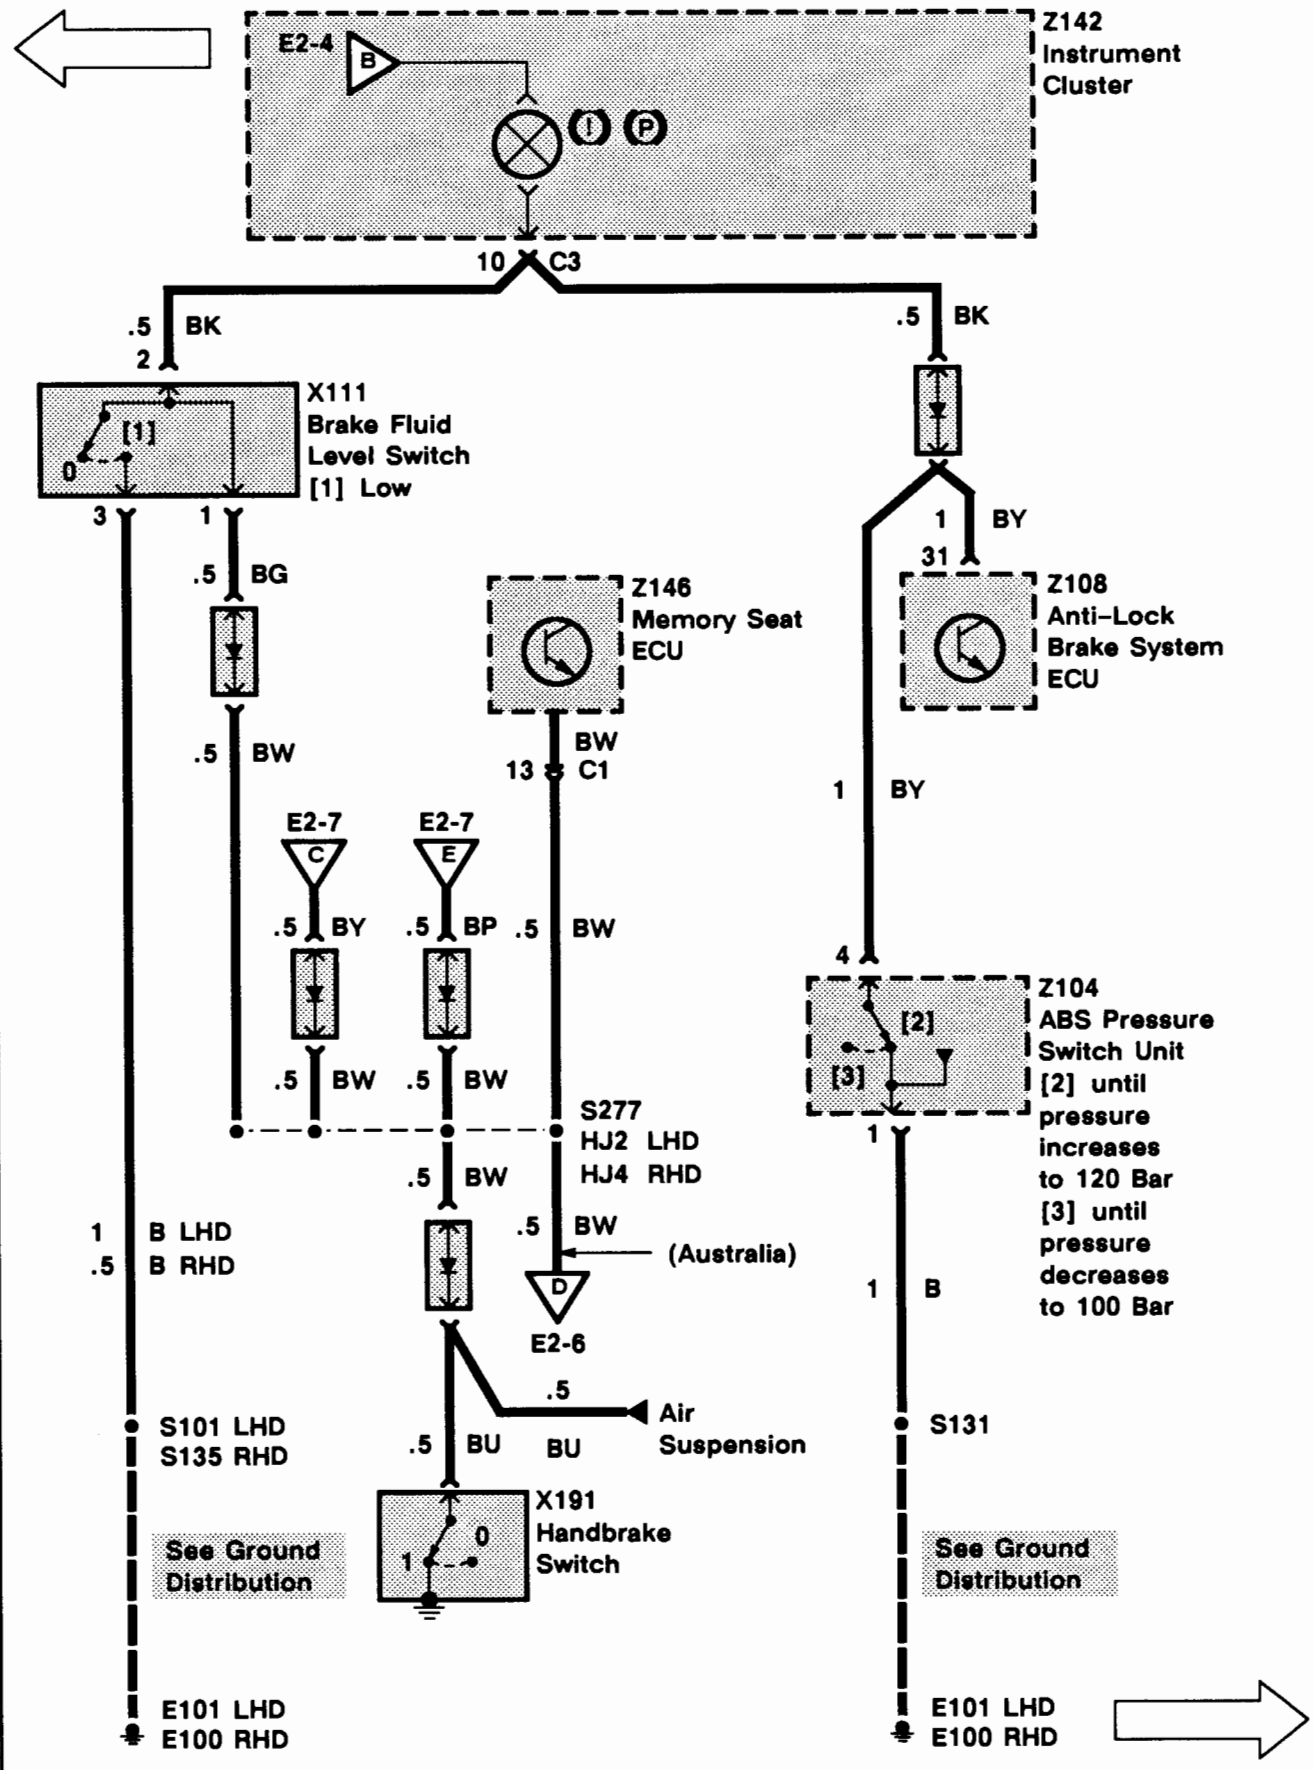 Z142
Instrument
Cluster
E2-4
B
! P
10 C3
.5 BK
2
.5 BK
X111
Brake Fluid
Level Switch
[1] Low
[1]
0
3 1
.5 BG
1 BY
31
Z108
Anti-Lock
Brake System
ECU
Z146
Memory Seat
ECU
BW
13 C1
.5 BW
1 BY
E2-7
C
E2-7
E
.5 BY
.5 BP
.5 BW
4
Z104
ABS Pressure
Switch Unit
[2] until
pressure
increases
to 120 Bar
[3] until
pressure
decreases
to 100 Bar
[2]
[3]
1
.5 BW
.5 BW
S277
HJ2 LHD
HJ4 RHD
.5 BW
1 B LHD
.5 B RHD
.5 BW
(Australia)
D
E2-6
1 B
.5
BU
Air
Suspension
S101 LHD
S135 RHD
.5 BU
S131
X191
Handbrake
Switch
0
1
See Ground
Distribution
See Ground
Distribution
E101 LHD
E100 RHD
E101 LHD
E100 RHD